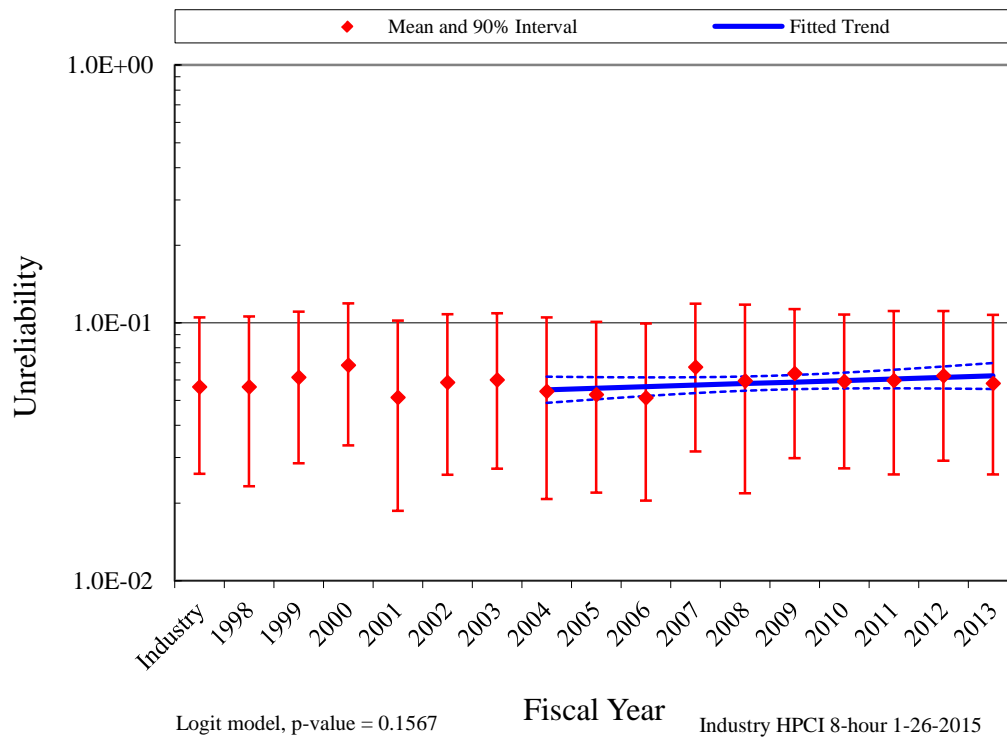 Mean and 90% Interval
Fitted Trend
1.0E+00
1.0E-01
1.0E-02
Unreliability
Industry
1998
1999
2000
2001
2002
2003
2004
2005
2006
2007
2008
2009
2010
2011
2012
2013
Fiscal Year
Logit model, p-value = 0.1567
Industry HPCI 8-hour 1-26-2015